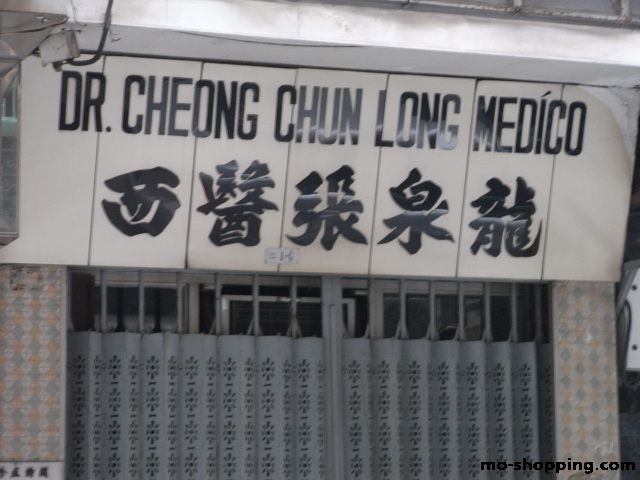 DR. CHEONG CHUN LONG MEDÍCO
西醫張泉龍
mo-shopping.com